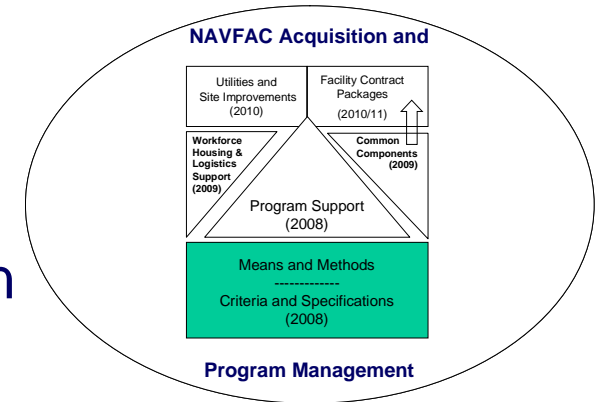 NAVFAC Acquisition and
Utilities and
Site Improvements
(2010)
Facility Contract
Packages
(2010/11)
Workforce
Housing &
Logistics
Support
(2009)
Common
Components
(2009)
Program Support
(2008)
n
Means and Methods
-------------
Criteria and Specifications
(2008)
Program Management